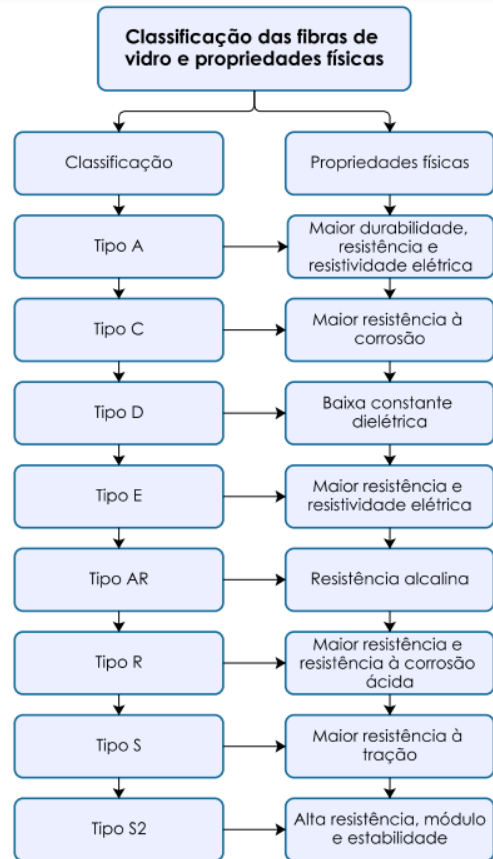 Classificação das fibras de
vidro e propriedades físicas
Classificação
Propriedades físicas
Tipo A
Maior durabilidade,
resistência e
resistividade elétrica
Tipo C
Maior resistência à
corrosão
Tipo D
Baixa constante
dielétrica
Tipo E
Maior resistência e
resistividade elétrica
Tipo AR
Resistência alcalina
Tipo R
Maior resistência e
resistência à corrosão
ácida
Tipo S
Maior resistência à
tração
Tipo S2
Alta resistência, módulo
e estabilidade